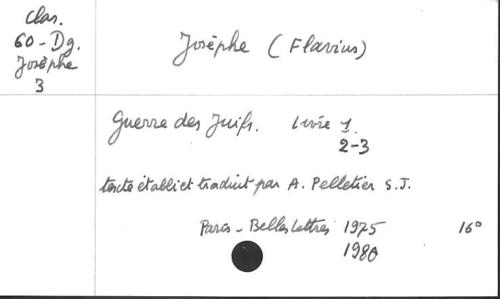 Clas.
60 - Dg.
Josèphe
3
Josèphe (Flavius)
Guerre des Juifs. Livre 1.
2-3
texte établi et traduit par A. Pelletier S.J.
Paris - Belles Lettres 1975 16°
1980